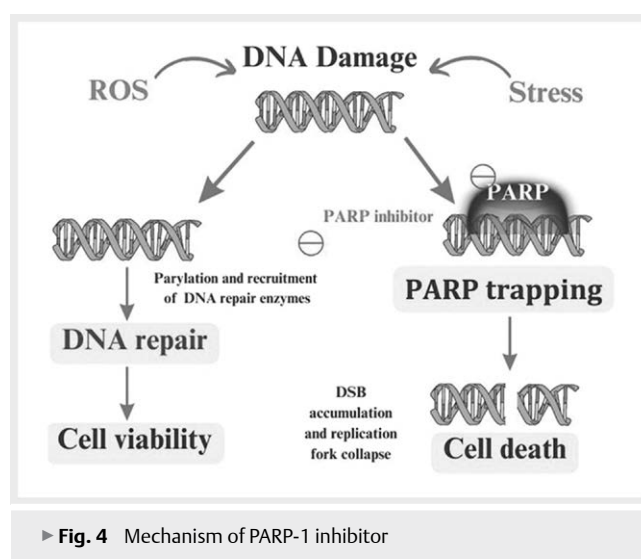 DNA Damage
ROS
Stress
PARP inhibitor
PARP
Parylation and recruitment
of DNA repair enzymes
PARP trapping
DNA repair
DSB
accumulation
and replication
fork collapse
Cell viability
Cell death
▶ Fig. 4 Mechanism of PARP-1 inhibitor